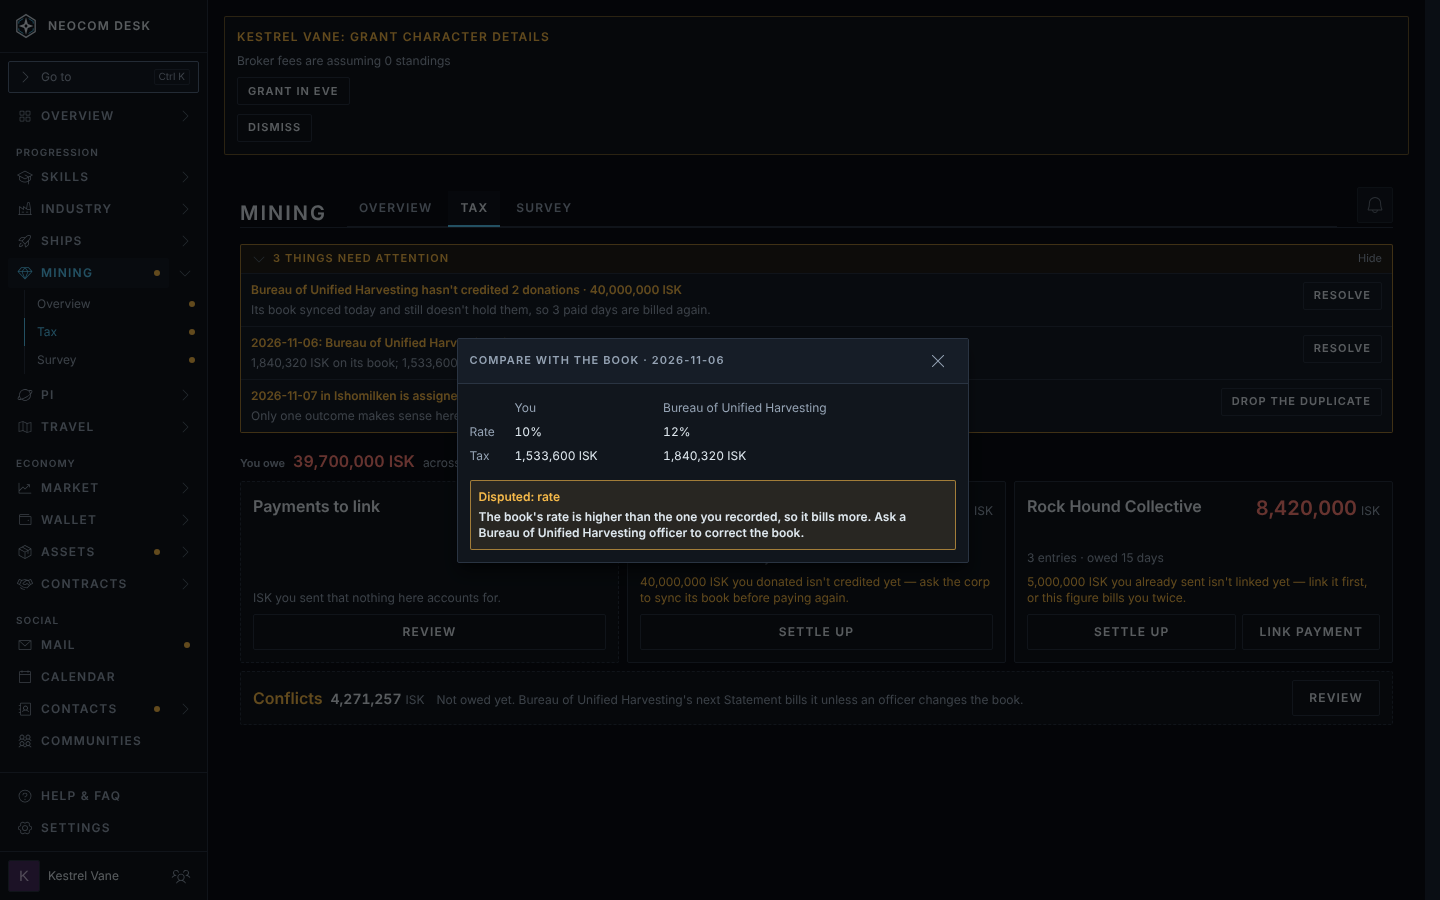 NEOCOM DESK
Go to
Ctrl K
OVERVIEW
PROGRESSION
SKILLS
INDUSTRY
SHIPS
MINING
Overview
Tax
Survey
PI
TRAVEL
ECONOMY
MARKET
WALLET
ASSETS
CONTRACTS
SOCIAL
MAIL
CALENDAR
CONTACTS
COMMUNITIES
HELP & FAQ
SETTINGS
K
Kestrel Vane
KESTREL VANE: GRANT CHARACTER DETAILS
Broker fees are assuming 0 standings
GRANT IN EVE
DISMISS
MINING
OVERVIEW
TAX
SURVEY
3 THINGS NEED ATTENTION
Hide
Bureau of Unified Harvesting hasn't credited 2 donations · 40,000,000 ISK
Its book synced today and still doesn't hold them, so 3 paid days are billed again.
RESOLVE
2026-11-06: Bureau of Unified Harv
1,840,320 ISK on its book; 1,533,600
RESOLVE
2026-11-07 in Ishomilken is assigne
Only one outcome makes sense here
DROP THE DUPLICATE
COMPARE WITH THE BOOK · 2026-11-06
You
Bureau of Unified Harvesting
Rate
10%
12%
Tax
1,533,600 ISK
1,840,320 ISK
Disputed: rate
The book's rate is higher than the one you recorded, so it bills more. Ask a
Bureau of Unified Harvesting officer to correct the book.
You owe 39,700,000 ISK across
Payments to link
ISK you sent that nothing here accounts for.
REVIEW
ISK
40,000,000 ISK you donated isn't credited yet — ask the corp
to sync its book before paying again.
SETTLE UP
Rock Hound Collective
8,420,000 ISK
3 entries · owed 15 days
5,000,000 ISK you already sent isn't linked yet — link it first,
or this figure bills you twice.
SETTLE UP
LINK PAYMENT
Conflicts 4,271,257 ISK Not owed yet. Bureau of Unified Harvesting's next Statement bills it unless an officer changes the book.
REVIEW